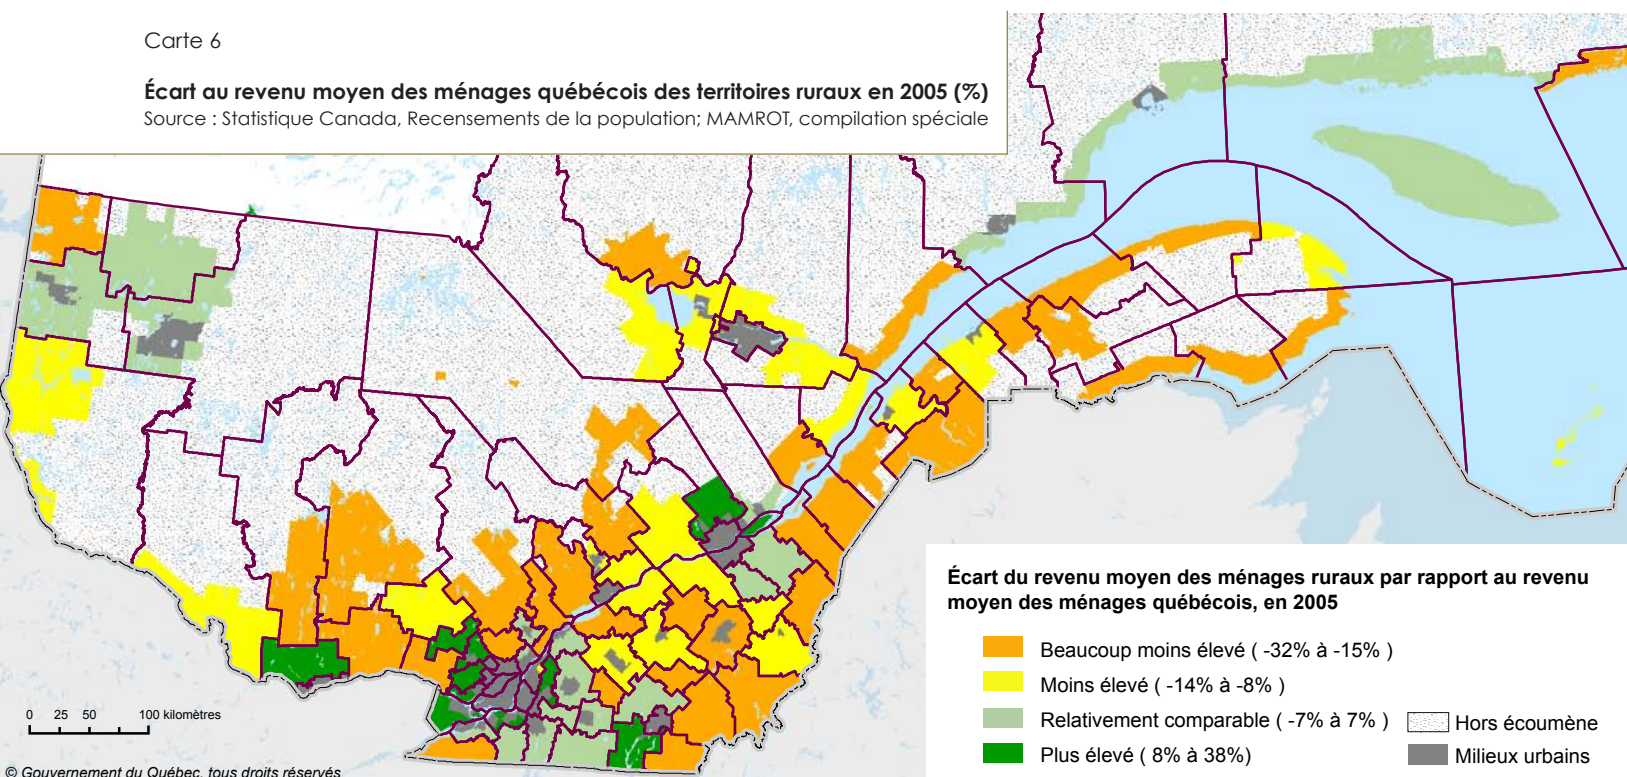 Carte 6
Écart au revenu moyen des ménages québécois des territoires ruraux en 2005 (%)
Source : Statistique Canada, Recensements de la population; MAMROT, compilation spéciale
Écart du revenu moyen des ménages ruraux par rapport au revenu
moyen des ménages québécois, en 2005
Beaucoup moins élevé ( -32% à -15% )
Moins élevé ( -14% à -8% )
Relativement comparable ( -7% à 7% )
Plus élevé ( 8% à 38%)
Hors écoumène
Milieux urbains
0 25 50 100 kilomètres
© Gouvernement du Québec, tous droits réservés